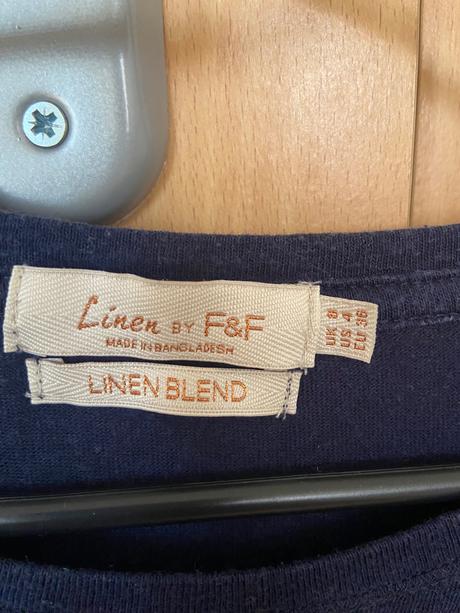 Linen BY F&F
MADE IN BANGLADESH
LINEN BLEND
UK 8
US 4
EU 36